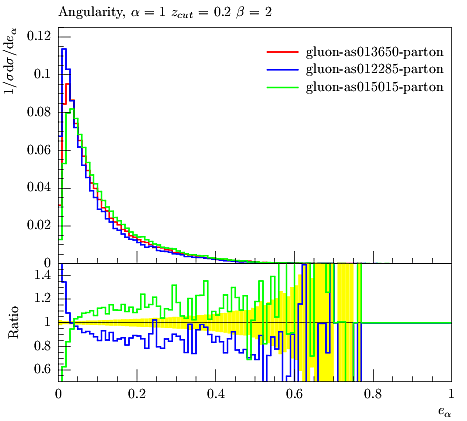 Angularity, α = 1 z_cut = 0.2 β = 2
1/σ dσ/de_α
gluon-as013650-parton
gluon-as012285-parton
gluon-as015015-parton
0.12
0.1
0.08
0.06
0.04
0.02
0
Ratio
1.4
1.2
1
0.8
0.6
0 0.2 0.4 0.6 0.8 1
e_α